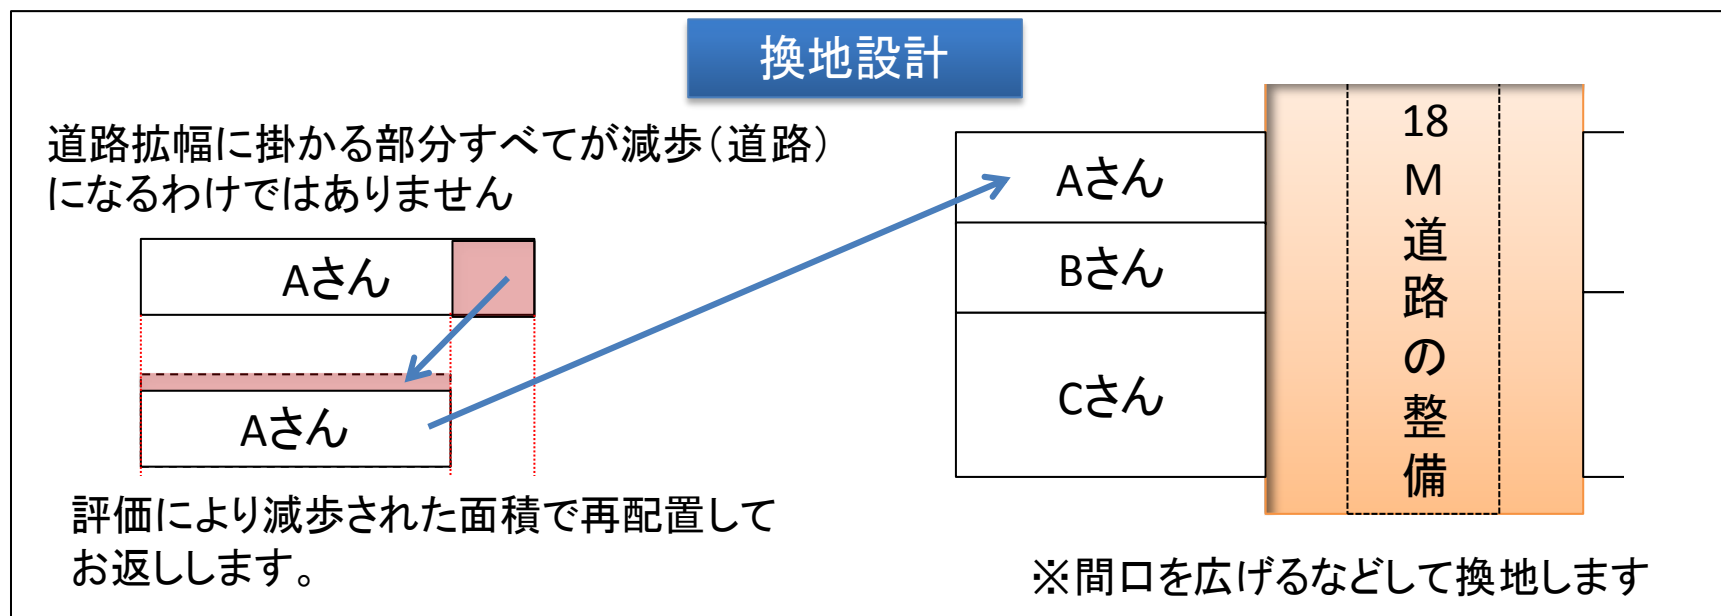 換地設計
道路拡幅に掛かる部分すべてが減歩（道路）
になるわけではありません
Aさん
Aさん
評価により減歩された面積で再配置して
お返しします。
Aさん
Bさん
Cさん
18M道路の整備
※間口を広げるなどして換地します